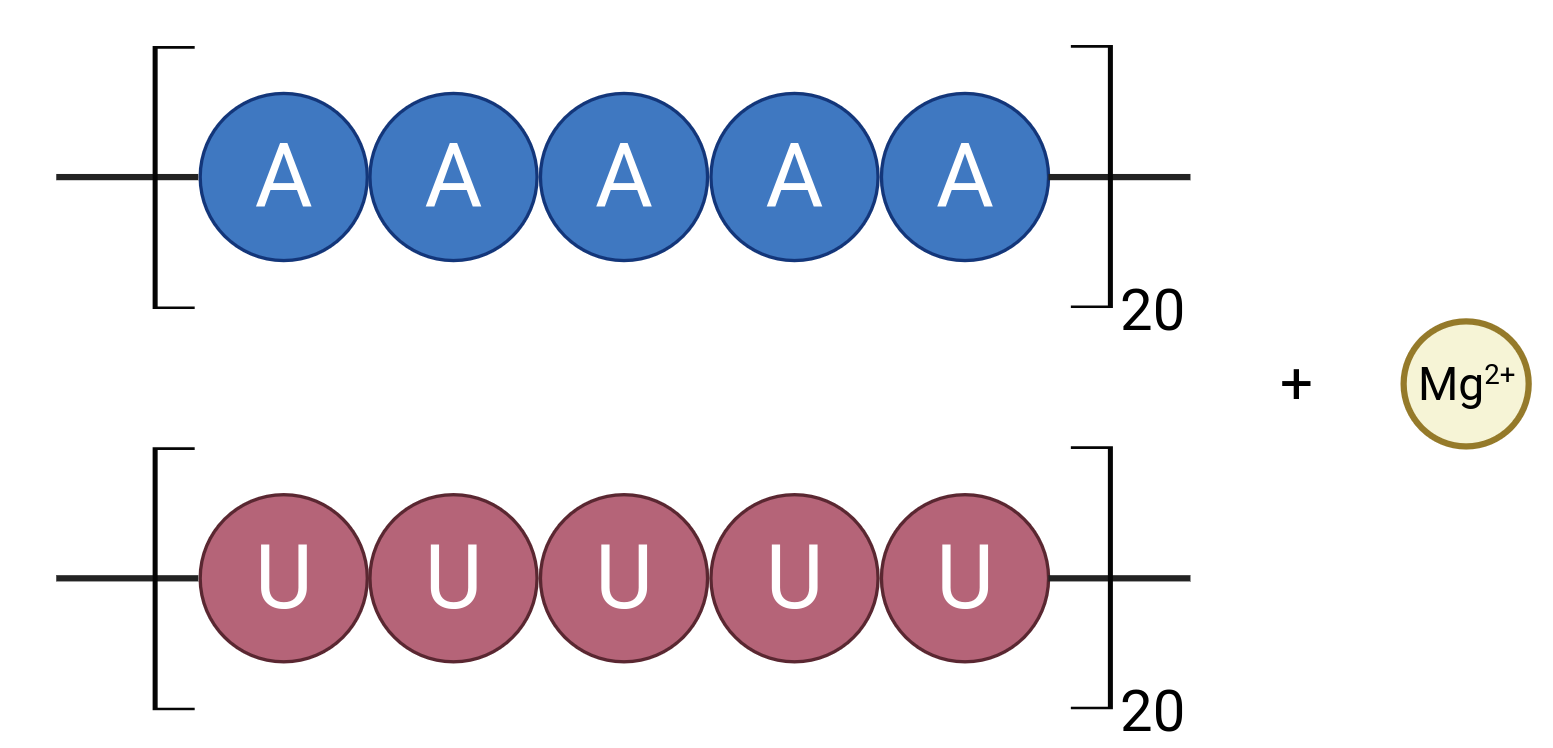 A A A A A
20
+ Mg²⁺
U U U U U
20